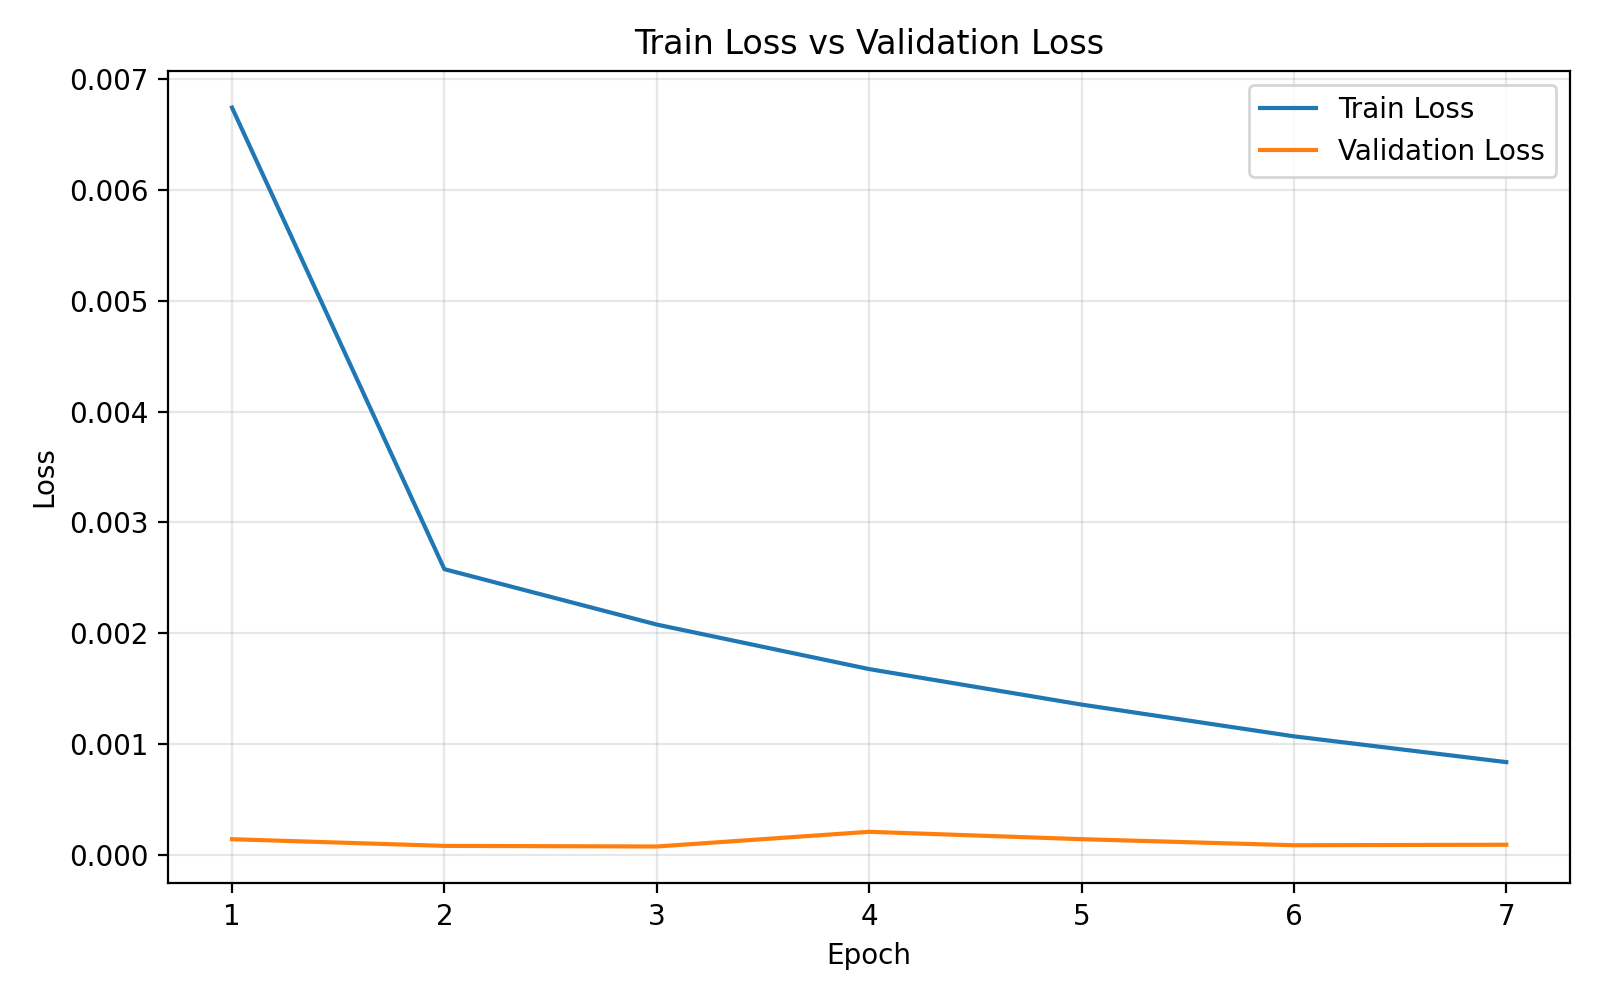 Train Loss vs Validation Loss
Train Loss
Validation Loss
0.007
0.006
0.005
0.004
0.003
0.002
0.001
0.000
Loss
1 2 3 4 5 6 7
Epoch